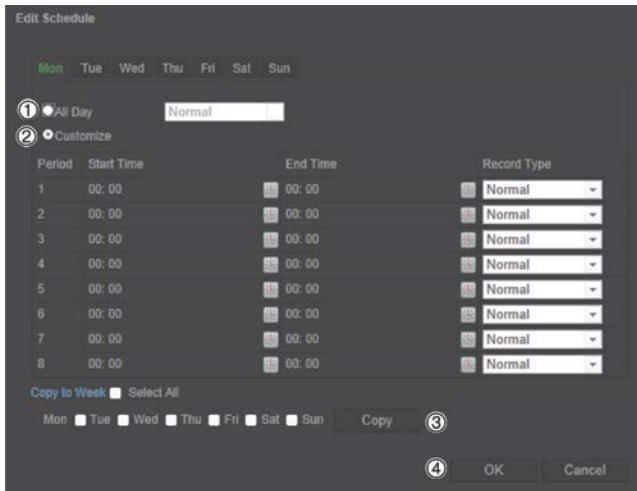 Edit Schedule
Mon Tue Wed Thu Fri Sat Sun
① All Day Normal
② Customize
Period Start Time End Time Record Type
1 00: 00 00: 00 Normal
2 00: 00 00: 00 Normal
3 00: 00 00: 00 Normal
4 00: 00 00: 00 Normal
5 00: 00 00: 00 Normal
6 00: 00 00: 00 Normal
7 00: 00 00: 00 Normal
8 00: 00 00: 00 Normal
Copy to Week Select All
Mon Tue Wed Thu Fri Sat Sun Copy ③
④ OK Cancel